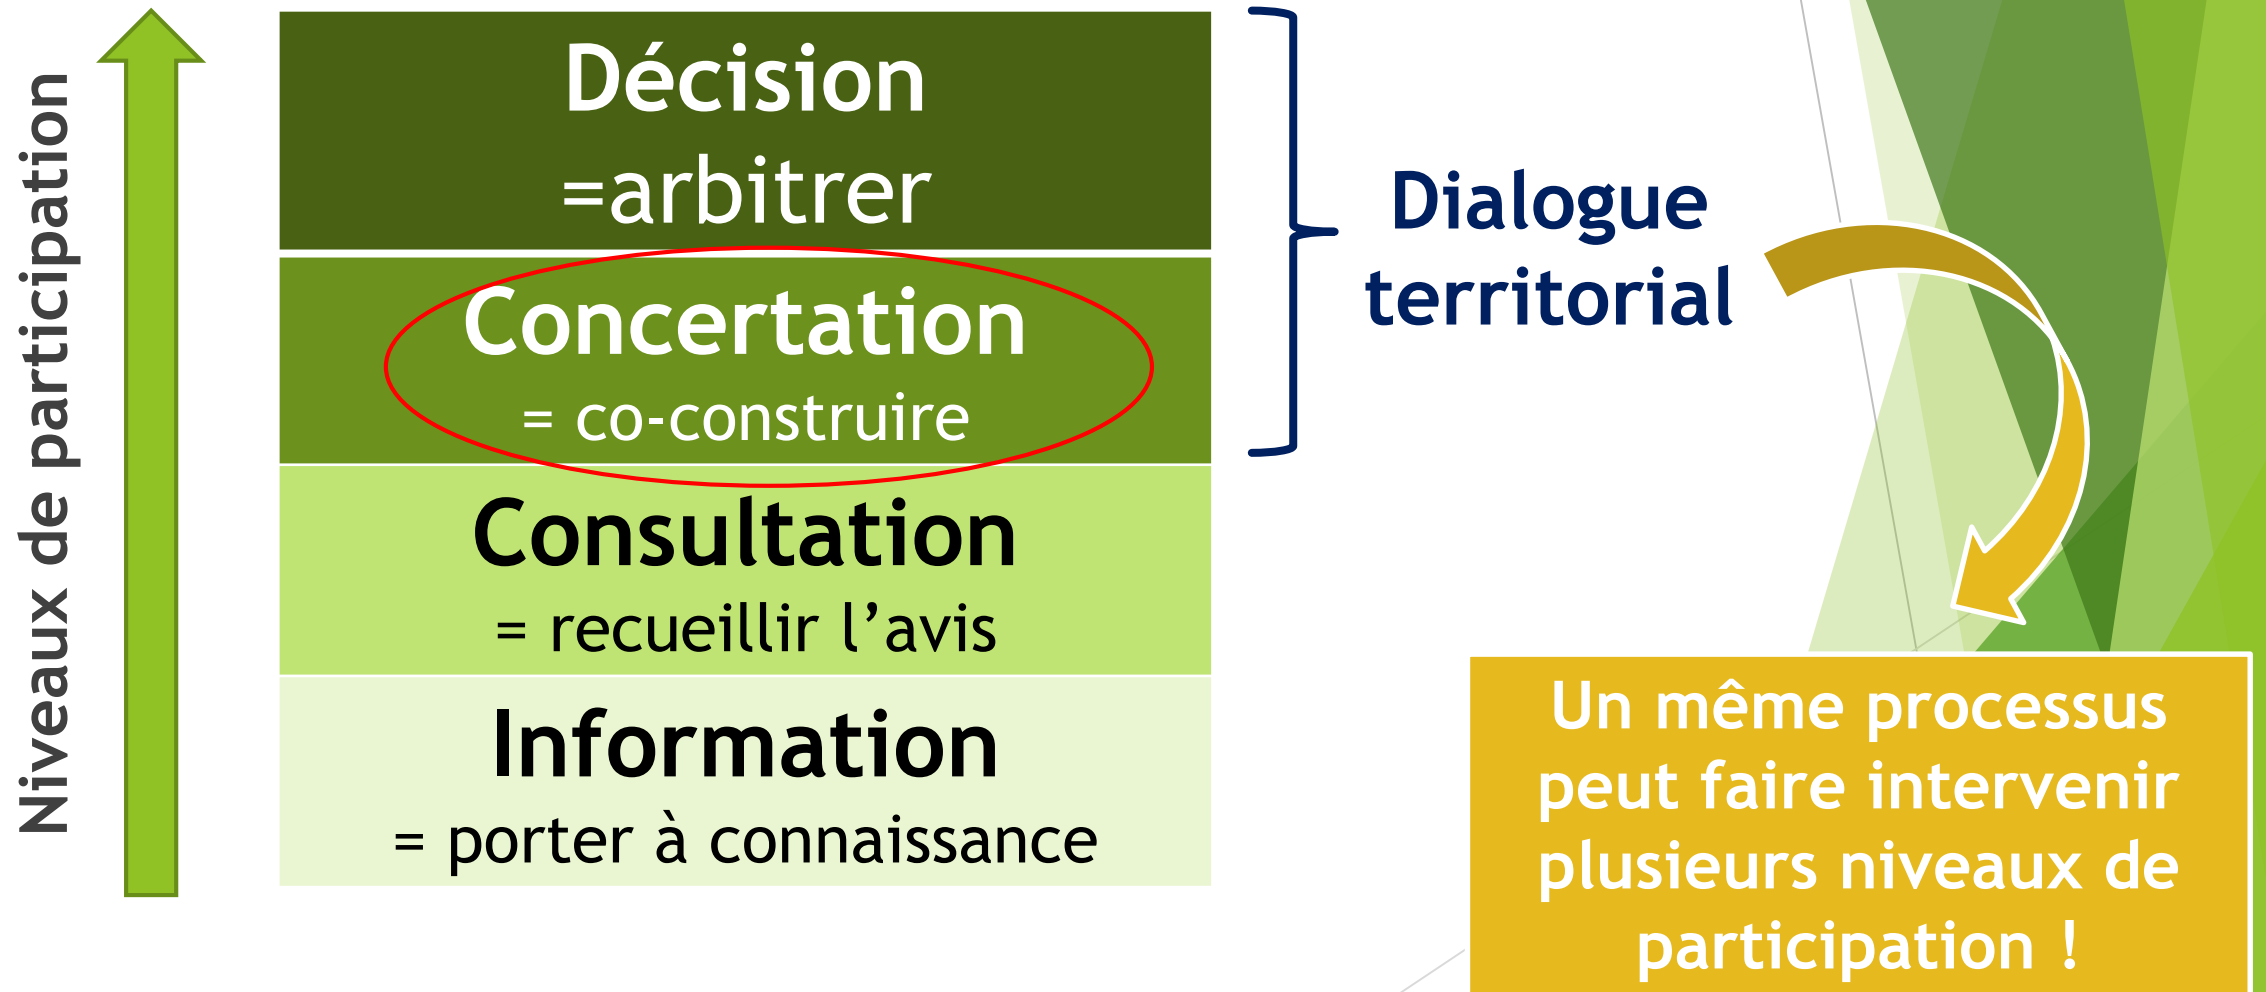 Niveaux de participation
Décision
=arbitrer
Concertation
= co-construire
Consultation
= recueillir l’avis
Information
= porter à connaissance
Dialogue
territorial
Un même processus
peut faire intervenir
plusieurs niveaux de
participation !